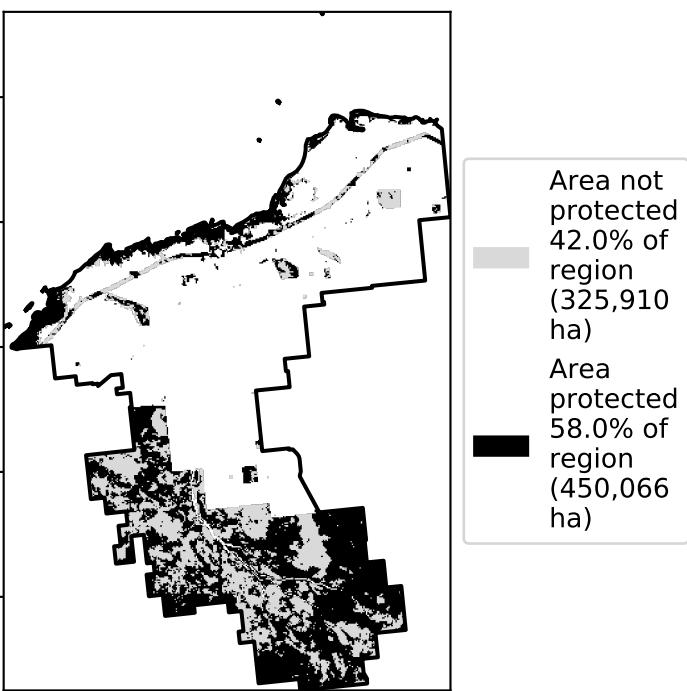 Area not
protected
42.0% of
region
(325,910
ha)
Area
protected
58.0% of
region
(450,066
ha)